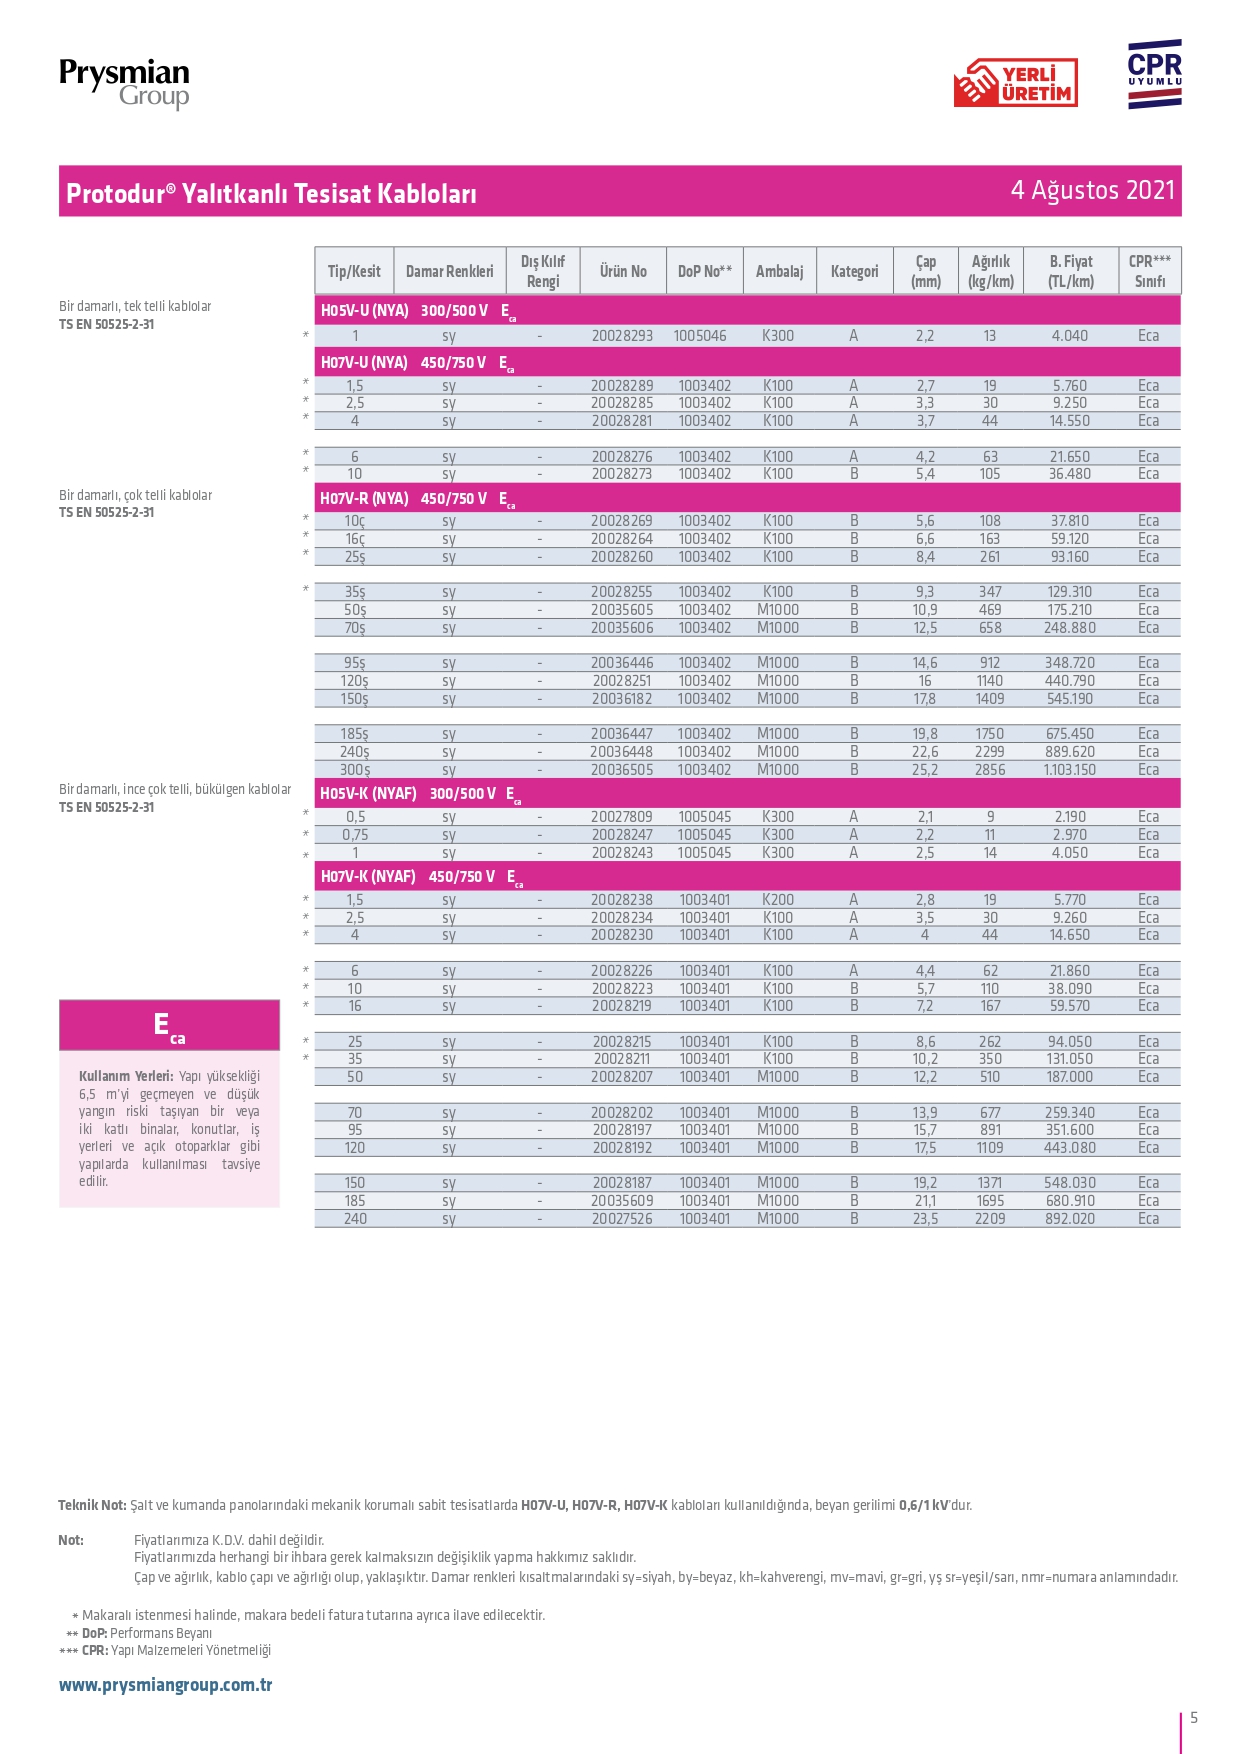 Prysmian
Group
YERLİ
ÜRETİM
CPR
UYUMLU
Protodur® Yalıtkanlı Tesisat Kabloları
4 Ağustos 2021
Tip/Kesit Damar Renkleri Dış Kılıf Rengi Ürün No DoP No** Ambalaj Kategori Çap (mm) Ağırlık (kg/km) B. Fiyat (TL/km) CPR*** Sınıfı
Bir damarlı, tek telli kablolar
TS EN 50525-2-31
H05V-U (NYA) 300/500 V Eca
* 1 sy - 20028293 1005046 K300 A 2,2 13 4.040 Eca
H07V-U (NYA) 450/750 V Eca
* 1,5 sy - 20028289 1003402 K100 A 2,7 19 5.760 Eca
* 2,5 sy - 20028285 1003402 K100 A 3,3 30 9.250 Eca
* 4 sy - 20028281 1003402 K100 A 3,7 44 14.550 Eca
* 6 sy - 20028276 1003402 K100 A 4,2 63 21.650 Eca
* 10 sy - 20028273 1003402 K100 B 5,4 105 36.480 Eca
Bir damarlı, çok telli kablolar
TS EN 50525-2-31
H07V-R (NYA) 450/750 V Eca
* 10ç sy - 20028269 1003402 K100 B 5,6 108 37.810 Eca
* 16ç sy - 20028264 1003402 K100 B 6,6 163 59.120 Eca
* 25ş sy - 20028260 1003402 K100 B 8,4 261 93.160 Eca
* 35ş sy - 20028255 1003402 K100 B 9,3 347 129.310 Eca
50ş sy - 20035605 1003402 M1000 B 10,9 469 175.210 Eca
70ş sy - 20035606 1003402 M1000 B 12,5 658 248.880 Eca
95ş sy - 20036446 1003402 M1000 B 14,6 912 348.720 Eca
120ş sy - 20028251 1003402 M1000 B 16 1140 440.790 Eca
150ş sy - 20036182 1003402 M1000 B 17,8 1409 545.190 Eca
185ş sy - 20036447 1003402 M1000 B 19,8 1750 675.450 Eca
240ş sy - 20036448 1003402 M1000 B 22,6 2299 889.620 Eca
300ş sy - 20036505 1003402 M1000 B 25,2 2856 1.103.150 Eca
Bir damarlı, ince çok telli, bükülgen kablolar
TS EN 50525-2-31
H05V-K (NYAF) 300/500 V Eca
* 0,5 sy - 20027809 1005045 K300 A 2,1 9 2.190 Eca
* 0,75 sy - 20028247 1005045 K300 A 2,2 11 2.970 Eca
* 1 sy - 20028243 1005045 K300 A 2,5 14 4.050 Eca
H07V-K (NYAF) 450/750 V Eca
* 1,5 sy - 20028238 1003401 K200 A 2,8 19 5.770 Eca
* 2,5 sy - 20028234 1003401 K100 A 3,5 30 9.260 Eca
* 4 sy - 20028230 1003401 K100 A 4 44 14.650 Eca
* 6 sy - 20028226 1003401 K100 A 4,4 62 21.860 Eca
* 10 sy - 20028223 1003401 K100 B 5,7 110 38.090 Eca
* 16 sy - 20028219 1003401 K100 B 7,2 167 59.570 Eca
* 25 sy - 20028215 1003401 K100 B 8,6 262 94.050 Eca
* 35 sy - 20028211 1003401 K100 B 10,2 350 131.050 Eca
50 sy - 20028207 1003401 M1000 B 12,2 510 187.000 Eca
70 sy - 20028202 1003401 M1000 B 13,9 677 259.340 Eca
95 sy - 20028197 1003401 M1000 B 15,7 891 351.600 Eca
120 sy - 20028192 1003401 M1000 B 17,5 1109 443.080 Eca
150 sy - 20028187 1003401 M1000 B 19,2 1371 548.030 Eca
185 sy - 20035609 1003401 M1000 B 21,1 1695 680.910 Eca
240 sy - 20027526 1003401 M1000 B 23,5 2209 892.020 Eca
Eca
Kullanım Yerleri: Yapı yüksekliği
6,5 m'yi geçmeyen ve düşük
yangın riski taşıyan bir veya
iki katlı binalar, konutlar, iş
yerleri ve açık otoparklar gibi
yapılarda kullanılması tavsiye
edilir.
Teknik Not: Şalt ve kumanda panolarındaki mekanik korumalı sabit tesisatlarda H07V-U, H07V-R, H07V-K kabloları kullanıldığında, beyan gerilimi 0,6/1 kV'dur.
Not: Fiyatlarımıza K.D.V. dahil değildir.
Fiyatlarımızda herhangi bir ihbara gerek kalmaksızın değişiklik yapma hakkımız saklıdır.
Çap ve ağırlık, kablo çapı ve ağırlığı olup, yaklaşıktır. Damar renkleri kısaltmalarındaki sy=siyah, by=beyaz, kh=kahverengi, mv=mavi, gr=gri, yş sr=yeşil/sarı, nmr=numara anlamındadır.
* Makaralı istenmesi halinde, makara bedeli fatura tutarına ayrıca ilave edilecektir.
** DoP: Performans Beyanı
*** CPR: Yapı Malzemeleri Yönetmeliği
www.prysmiangroup.com.tr
5